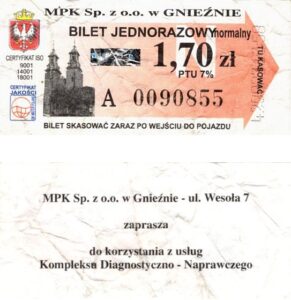 MPK Sp. z o.o. w GNIEŹNIE
BILET JEDNORAZOWY
normalny
1,70 zł
PTU 7%
CERTYFIKAT ISO
9001
14001
18001
CERTYFIKAT
JAKOŚCI
TU KASOWAĆ
A 0090855
BILET SKASOWAĆ ZARAZ PO WEJŚCIU DO POJAZDU
MPK Sp. z o.o. w Gnieźnie - ul. Wesoła 7
zaprasza
do korzystania z usług
Kompleksu Diagnostyczno - Naprawczego